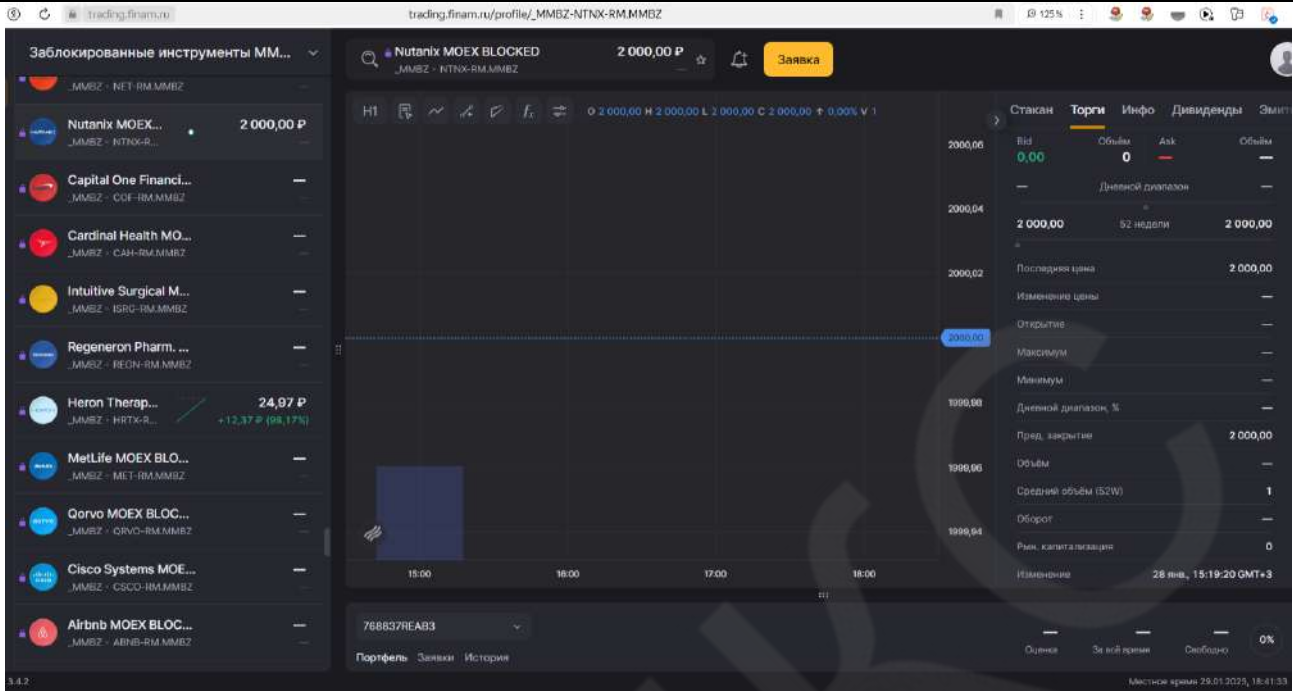 trading.finam.ru
trading.finam.ru/profile/_MMBZ-NTNX-RM.MMBZ
125 %
Заблокированные инструменты ММ...
_MMBZ · NET-RM.MMBZ
Nutanix MOEX...
2 000,00 ₽
_MMBZ · NTNX-R...
Capital One Financi...
—
_MMBZ · COF-RM.MMBZ
Cardinal Health MO...
—
_MMBZ · CAH-RM.MMBZ
Intuitive Surgical M...
—
_MMBZ · ISRG-RM.MMBZ
Regeneron Pharm. ...
—
_MMBZ · REGN-RM.MMBZ
Heron Therap...
24,97 ₽
_MMBZ · HRTX-R...
+12,37 ₽ (98,17%)
MetLife MOEX BLO...
—
_MMBZ · MET-RM.MMBZ
Qorvo MOEX BLOC...
—
_MMBZ · QRVO-RM.MMBZ
Cisco Systems MOE...
—
_MMBZ · CSCO-RM.MMBZ
Airbnb MOEX BLOC...
—
_MMBZ · ABNB-RM.MMBZ
3.4.2
Nutanix MOEX BLOCKED
2 000,00 ₽
_MMBZ · NTNX-RM.MMBZ
—
Заявка
H1
O 2 000,00 H 2 000,00 L 2 000,00 C 2 000,00 ↑ 0,00% V 1
2000,06
2000,04
2000,02
2000,00
1999,98
1999,96
1999,94
15:00 16:00 17:00 18:00
Стакан Торги Инфо Дивиденды Эмит
Bid Объём Ask Объём
0,00 0 — —
— Дневной диапазон —
2 000,00 52 недели 2 000,00
Последняя цена 2 000,00
Изменение цены —
Открытие —
Максимум —
Минимум —
Дневной диапазон, % —
Пред. закрытие 2 000,00
Объём —
Средний объём (52W) 1
Оборот —
Рын. капитализация 0
Изменение 28 янв., 15:19:20 GMT+3
768837REAB3
Портфель Заявки История
— — — 0%
Оценка За всё время Свободно
Местное время 29.01.2025, 18:41:33